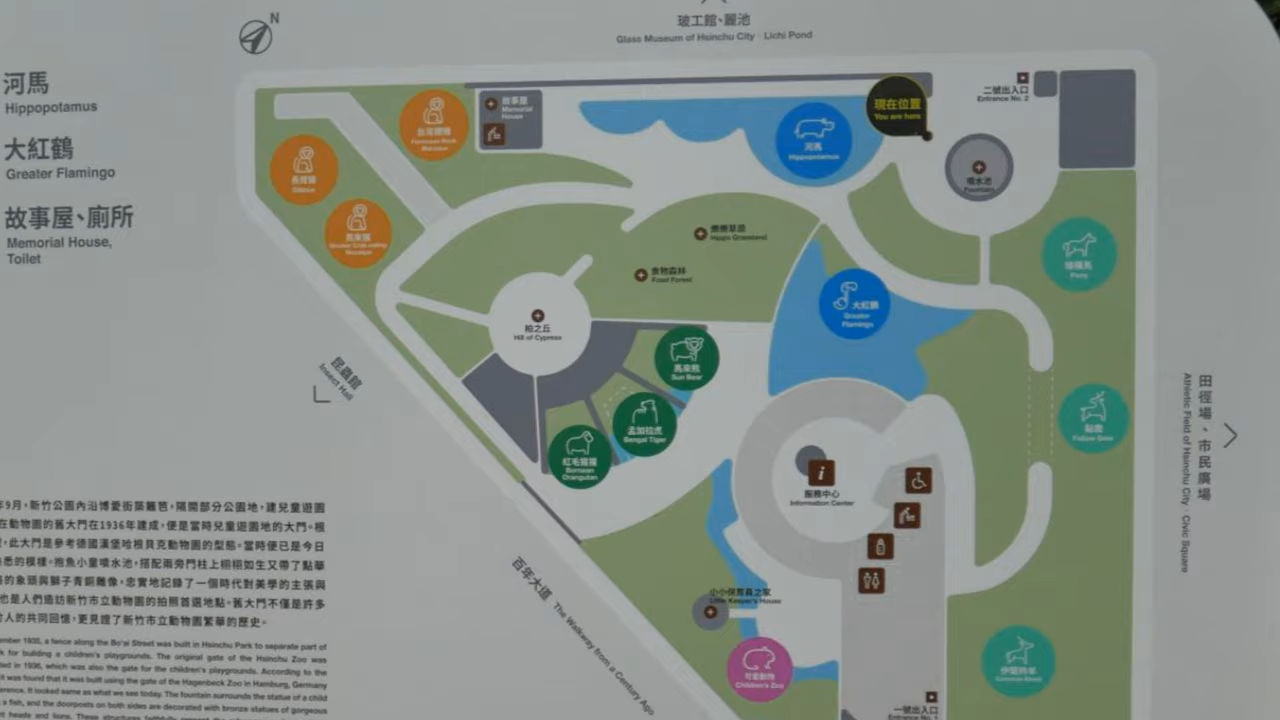 N
玻工館、麗池
Glass Museum of Hsinchu City · Lichi Pond
河馬
Hippopotamus
大紅鶴
Greater Flamingo
故事屋、廁所
Memorial House,
Toilet
二號出入口
Entrance No. 2
現在位置
You are here
故事屋
Memorial
House
台灣獼猴
Formosan Rock
Macaque
長臂猿
Gibbon
馬來猴
河馬
Hippopotamus
噴水池
Fountain
Hippo Grassland
食物森林
Food Forest
大紅鶴
Greater
Flamingo
Pony
柏之丘
Hill of Cypress
馬來熊
Sun Bear
孟加拉虎
Bengal Tiger
紅毛猩猩
Bornean
Orangutan
昆蟲館
Insect Hall
Fallow Deer
田徑場、市民廣場
Athletic Field of Hsinchu City · Civic Square
服務中心
Information Center
百年大道
The Walkway from a Century Ago
小小保育員之家
Little Keeper's House
可愛動物
Children's Zoo
一號出入口
Entrance No. 1
年9月，新竹公園內沿博愛街築籬笆，隔開部分公園地，建兒童遊園
在動物園的舊大門在1936年建成，便是當時兒童遊園地的大門。根
，此大門是參考德國漢堡哈根貝克動物園的型態。當時便已是今日
悉的模樣。抱魚小童噴水池，搭配兩旁門柱上栩栩如生又帶了點華
的象頭與獅子青銅雕像，忠實地記錄了一個時代對美學的主張與
也是人們造訪新竹市立動物園的拍照首選地點。舊大門不僅是許多
人的共同回憶，更見證了新竹市立動物園繁華的歷史。
ember 1935, a fence along the Bo'ai Street was built in Hsinchu Park to separate part of
k for building a children's playgrounds. The original gate of the Hsinchu Zoo was
ted in 1936, which was also the gate for the children's playgrounds. According to the
it was found that it was built using the gate of the Hagenbeck Zoo in Hamburg, Germany
erence. It looked same as what we see today. The fountain surrounds the statue of a child
a fish, and the doorposts on both sides are decorated with bronze statues of gorgeous
t heads and lions. These structures faithfully